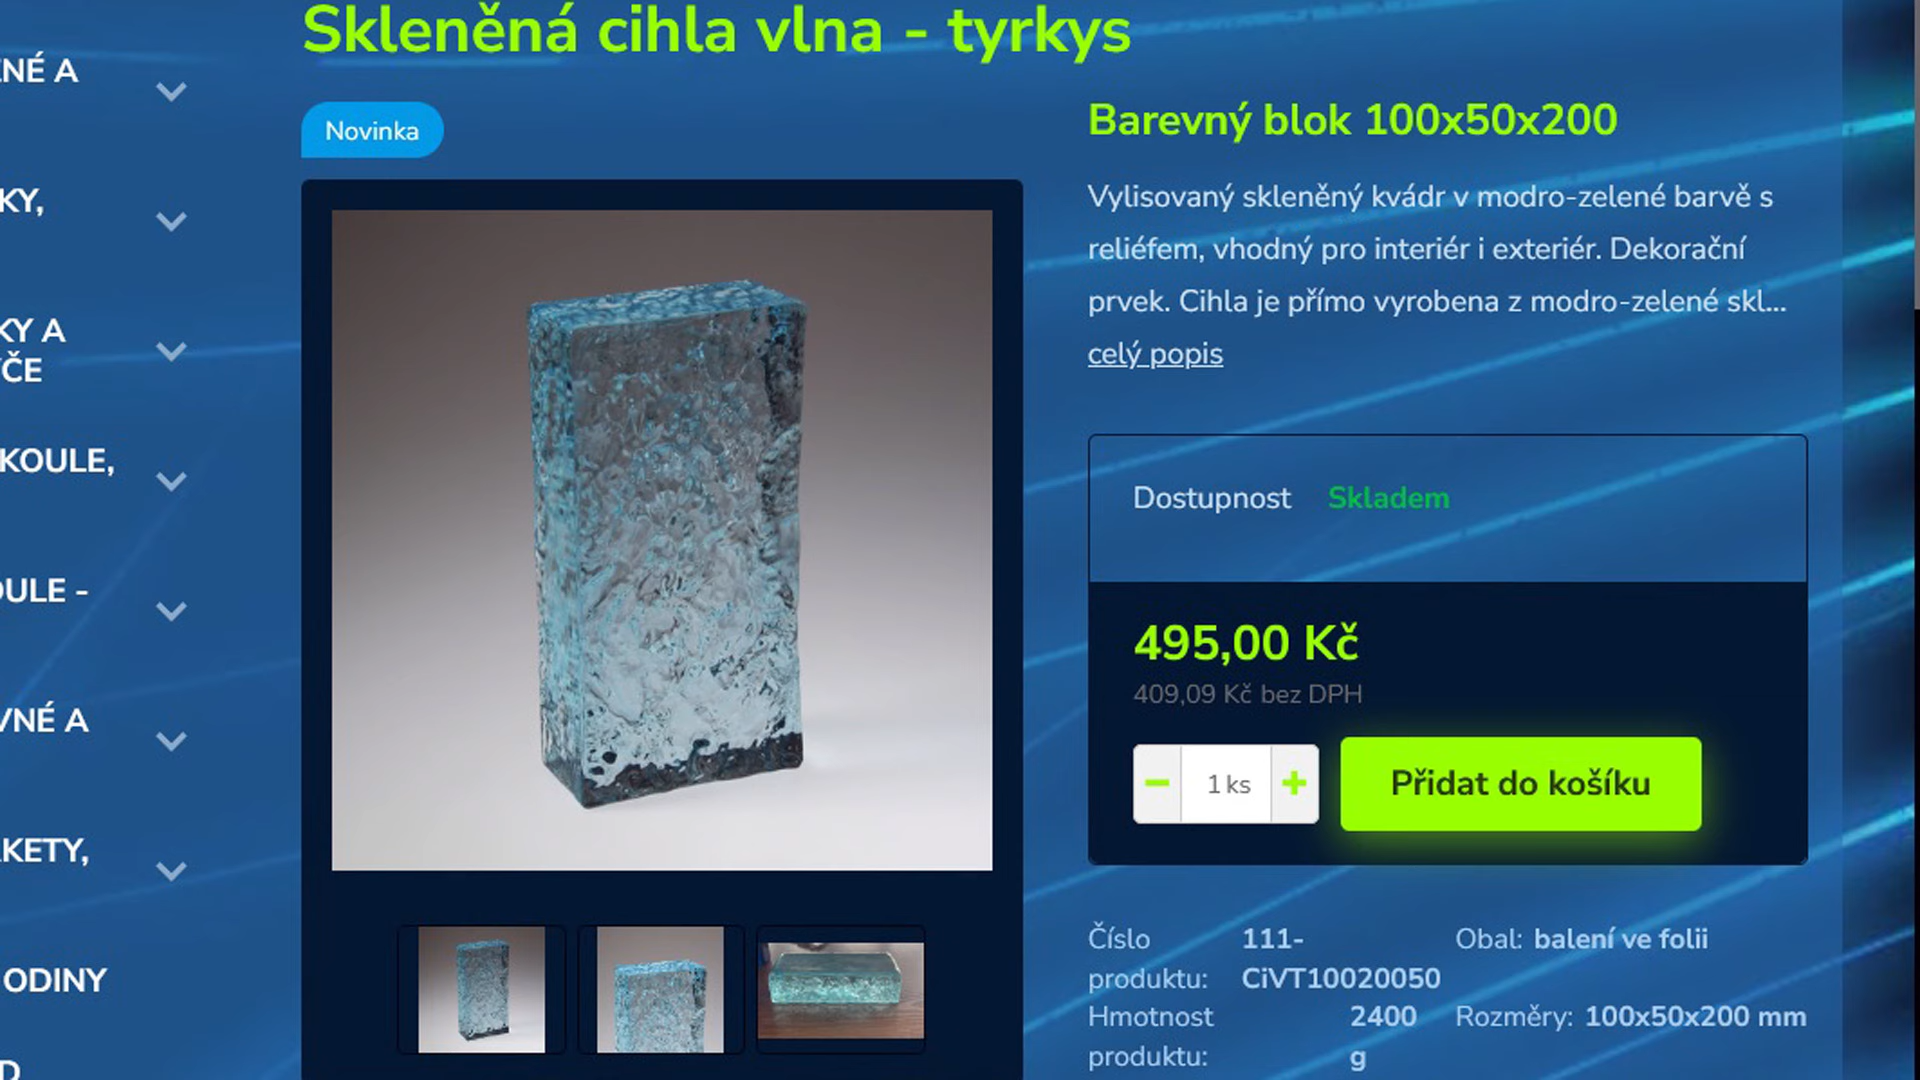 Skleněná cihla vlna - tyrkys
NÉ A
KY,
KY A
ČE
KOULE,
OULE -
VNÉ A
KETY,
ODINY
D
Novinka
Barevný blok 100x50x200
Vylisovaný skleněný kvádr v modro-zelené barvě s
reliéfem, vhodný pro interiér i exteriér. Dekorační
prvek. Cihla je přímo vyrobena z modro-zelené skl...
celý popis
Dostupnost Skladem
495,00 Kč
409,09 Kč bez DPH
1 ks
Přidat do košíku
Číslo produktu: 111-CiVT10020050
Obal: balení ve folii
Hmotnost produktu: 2400 g
Rozměry: 100x50x200 mm